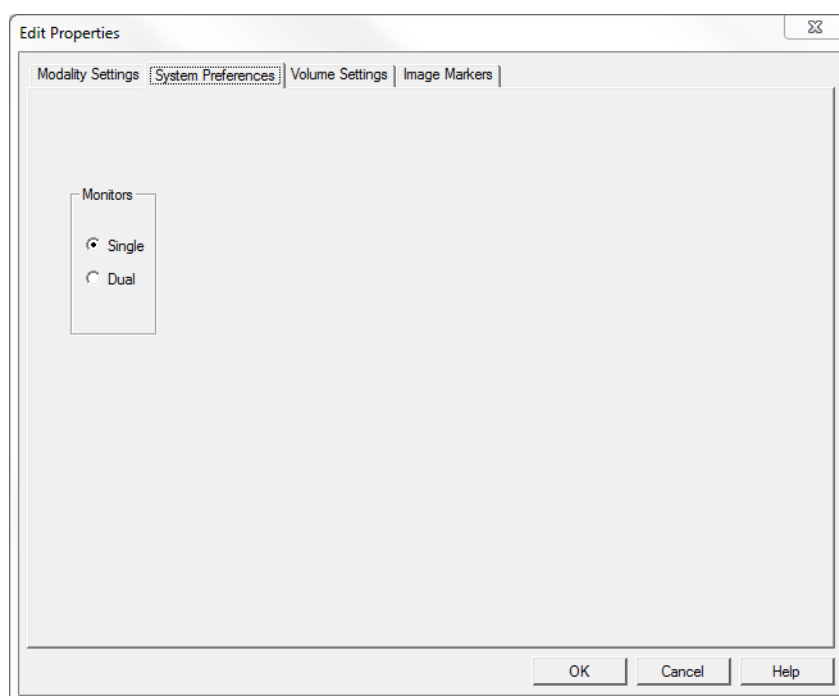 Edit Properties
Modality Settings System Preferences Volume Settings Image Markers
Monitors
Single
Dual
OK Cancel Help